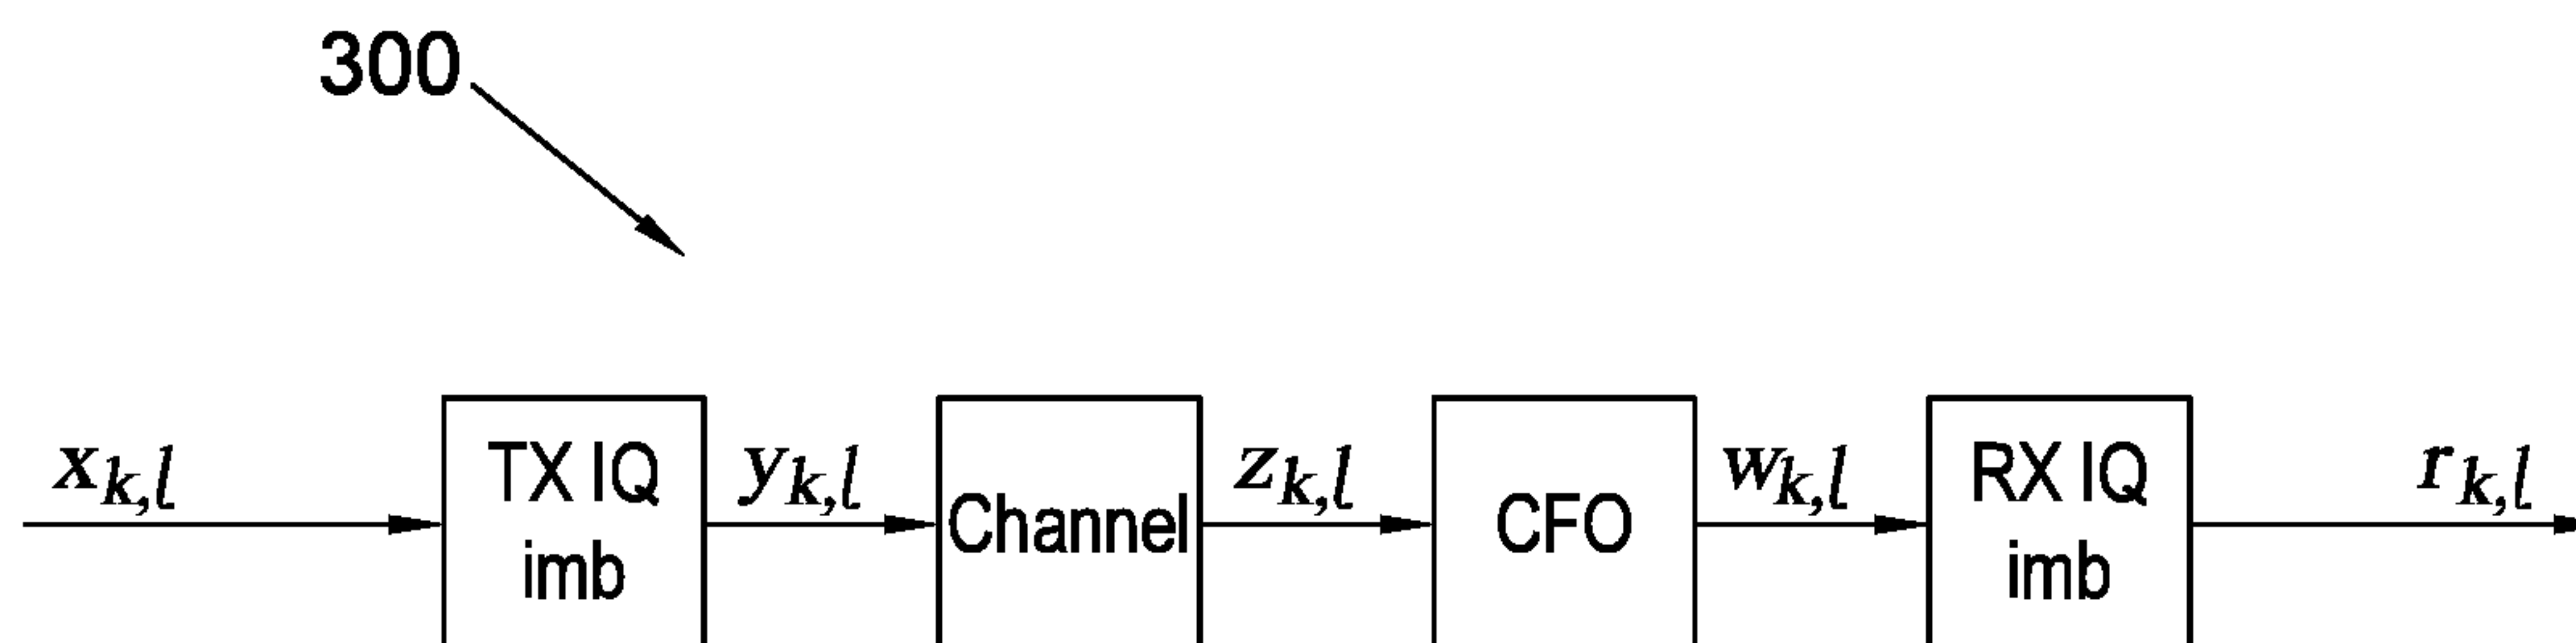 300
x_{k,l}
TX IQ
imb
y_{k,l}
Channel
z_{k,l}
CFO
w_{k,l}
RX IQ
imb
r_{k,l}